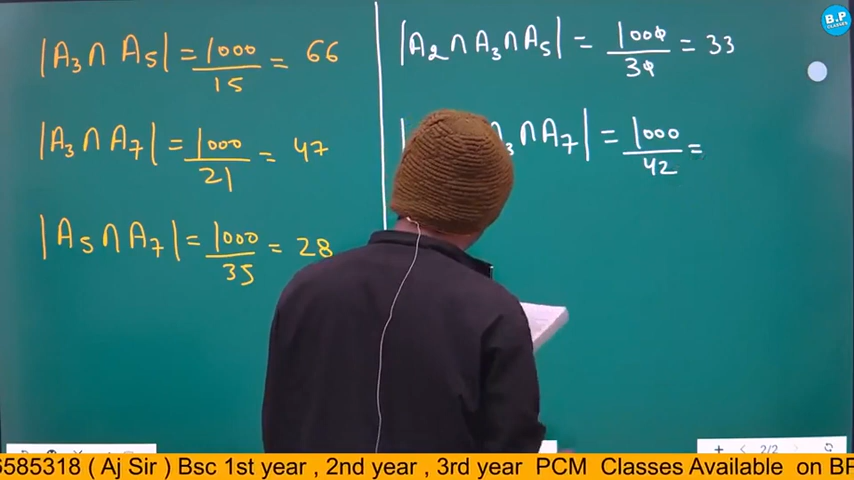 |A₃ ∩ A₅| = 1000/15 = 66
|A₃ ∩ A₇| = 1000/21 = 47
|A₅ ∩ A₇| = 1000/35 = 28
|A₂ ∩ A₃ ∩ A₅| = 1000/30 = 33
₃ ∩ A₇| = 1000/42 =
B.P
CLASSES
2/2
6585318 ( Aj Sir ) Bsc 1st year , 2nd year , 3rd year PCM Classes Available on BP